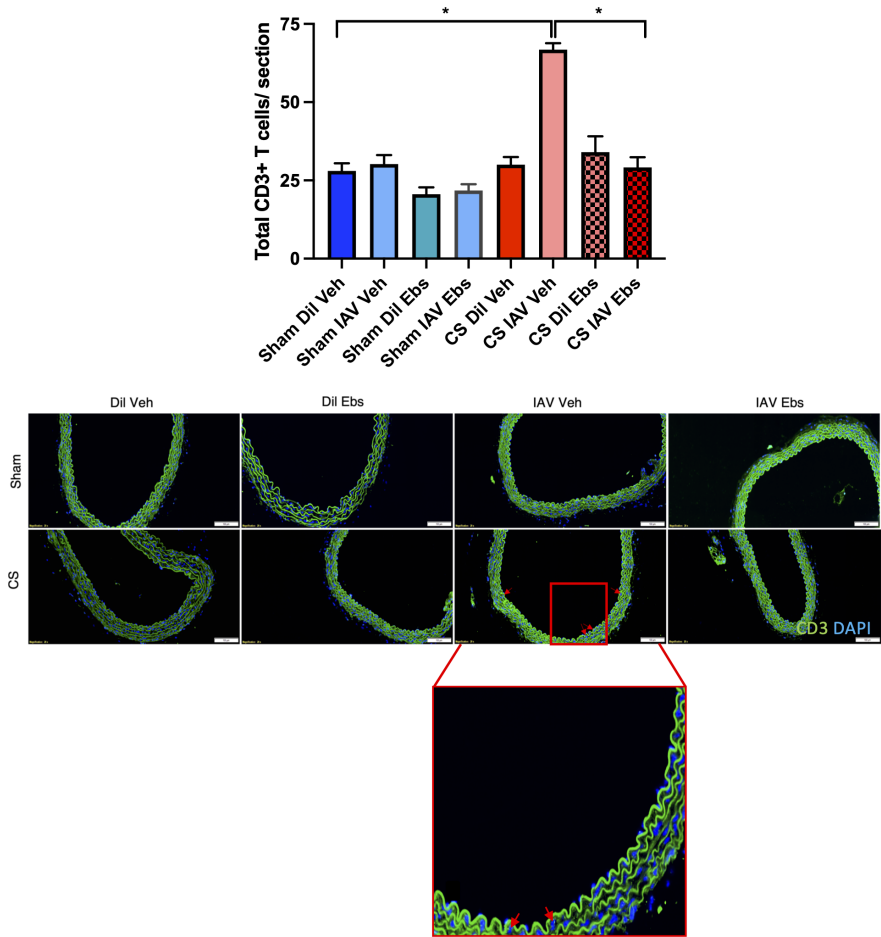 *
*
75
50
25
0
Total CD3+ T cells/ section
Sham Dil Veh
Sham IAV Veh
Sham Dil Ebs
Sham IAV Ebs
CS Dil Veh
CS IAV Veh
CS Dil Ebs
CS IAV Ebs
Dil Veh
Dil Ebs
IAV Veh
IAV Ebs
Sham
CS
CD3 DAPI